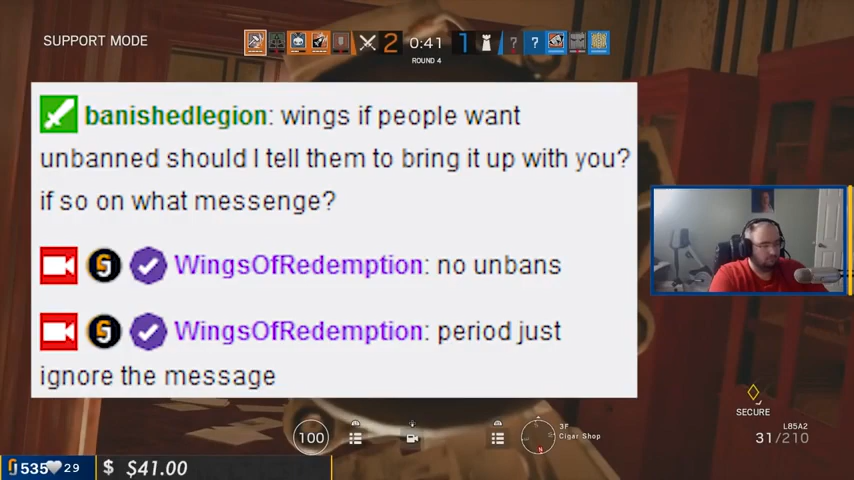 SUPPORT MODE
2 0:41 1 ? ?
ROUND 4
banishedlegion: wings if people want
unbanned should I tell them to bring it up with you?
if so on what messenge?
WingsOfRedemption: no unbans
WingsOfRedemption: period just
ignore the message
SECURE
L85A2
31/210
100
3F
Cigar Shop
N
535 29 $ $41.00